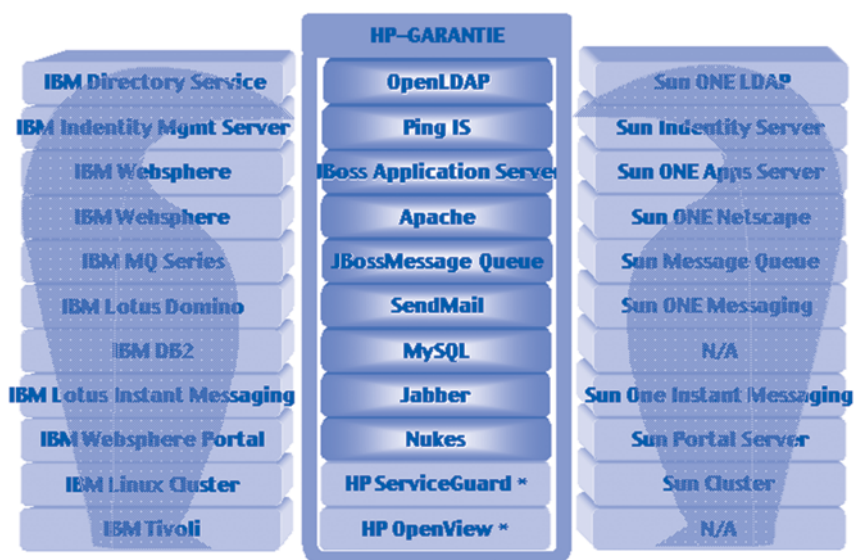 HP-GARANTIE
IBM Directory Service OpenLDAP Sun ONE LDAP
IBM Indentity Mgmt Server Ping IS Sun Indentity Server
IBM Websphere JBoss Application Server Sun ONE Apps Server
IBM Websphere Apache Sun ONE Netscape
IBM MQ Series JBossMessage Queue Sun Message Queue
IBM Lotus Domino SendMail Sun ONE Messaging
IBM DB2 MySQL N/A
IBM Lotus Instant Messaging Jabber Sun One Instant Messaging
IBM Websphere Portal Nukes Sun Portal Server
IBM Linux Cluster HP ServiceGuard * Sun Cluster
IBM Tivoli HP OpenView * N/A